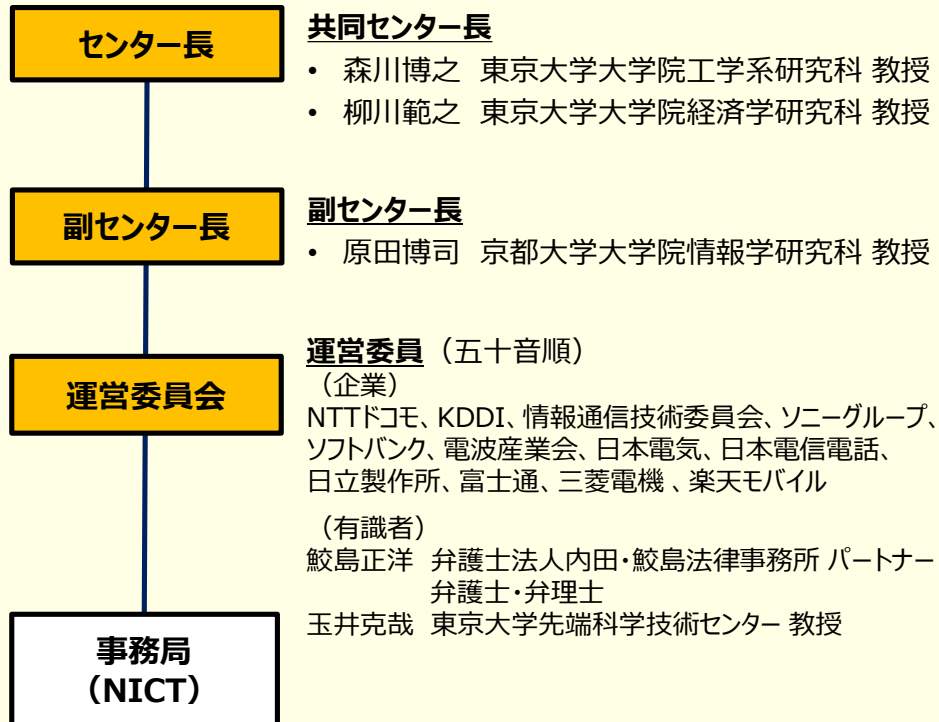 センター長
共同センター長
• 森川博之 東京大学大学院工学系研究科 教授
• 柳川範之 東京大学大学院経済学研究科 教授
副センター長
副センター長
• 原田博司 京都大学大学院情報学研究科 教授
運営委員会
運営委員（五十音順）
（企業）
NTTドコモ、KDDI、情報通信技術委員会、ソニーグループ、
ソフトバンク、電波産業会、日本電気、日本電信電話、
日立製作所、富士通、三菱電機 、楽天モバイル
（有識者）
鮫島正洋 弁護士法人内田・鮫島法律事務所 パートナー
弁護士・弁理士
玉井克哉 東京大学先端科学技術センター 教授
事務局
（NICT）